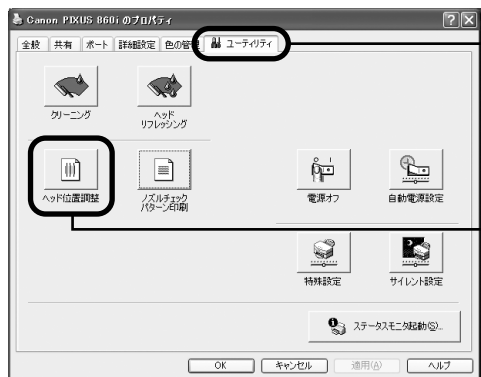 Canon PIXUS 860i のプロパティ
全般 共有 ポート 詳細設定 色の管理 ユーティリティ
クリーニング
ヘッド
リフレッシング
ヘッド位置調整
ノズルチェック
パターン印刷
電源オフ
自動電源設定
特殊設定
サイレント設定
ステータスモニタ起動(S)...
OK キャンセル 適用(A) ヘルプ